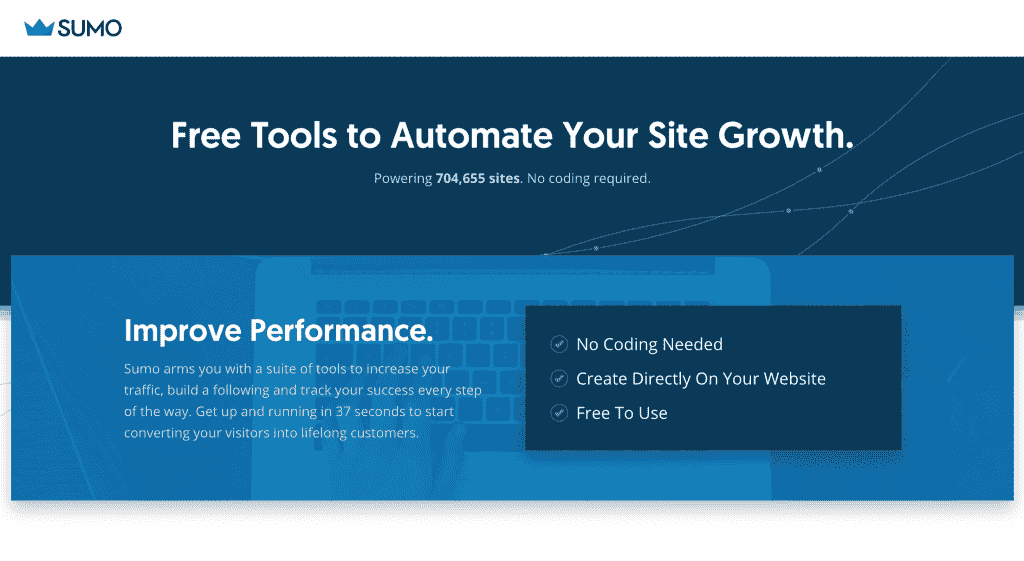 SUMO
Free Tools to Automate Your Site Growth.
Powering 704,655 sites. No coding required.
Improve Performance.
Sumo arms you with a suite of tools to increase your
traffic, build a following and track your success every step
of the way. Get up and running in 37 seconds to start
converting your visitors into lifelong customers.
No Coding Needed
Create Directly On Your Website
Free To Use